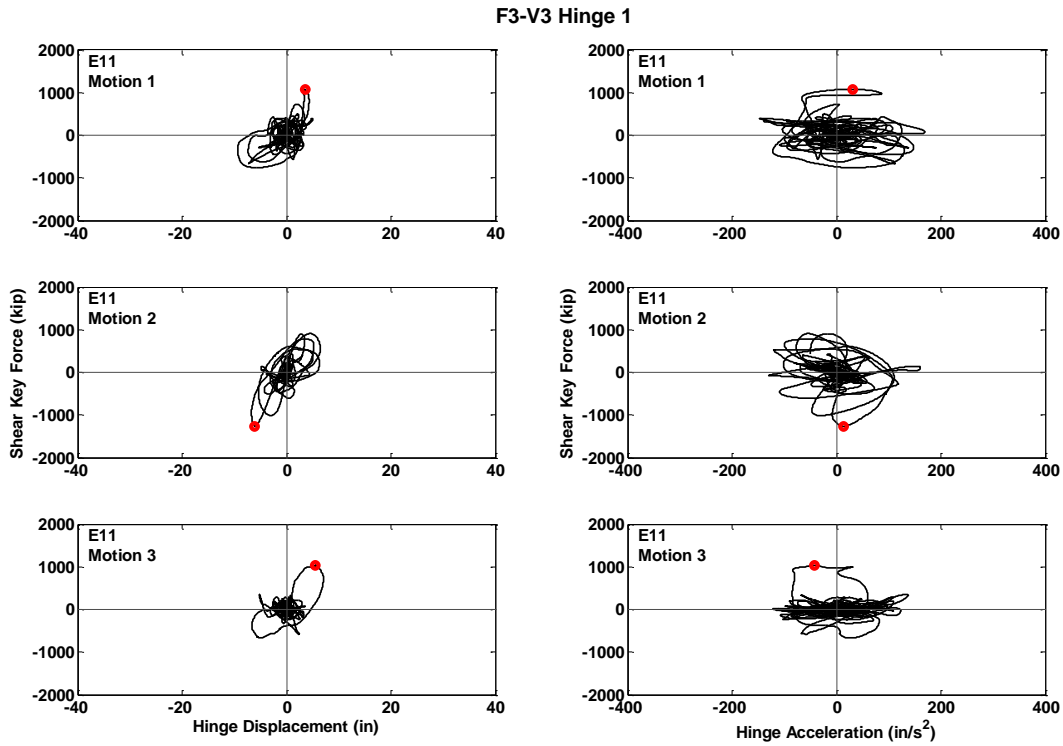 F3-V3 Hinge 1
2000
1000
0
-1000
-2000
E11
Motion 1
-40 -20 0 20 40
2000
1000
0
-1000
-2000
E11
Motion 1
-400 -200 0 200 400
Shear Key Force (kip)
2000
1000
0
-1000
-2000
E11
Motion 2
-40 -20 0 20 40
Shear Key Force (kip)
2000
1000
0
-1000
-2000
E11
Motion 2
-400 -200 0 200 400
2000
1000
0
-1000
-2000
E11
Motion 3
-40 -20 0 20 40
Hinge Displacement (in)
2000
1000
0
-1000
-2000
E11
Motion 3
-400 -200 0 200 400
Hinge Acceleration (in/s²)